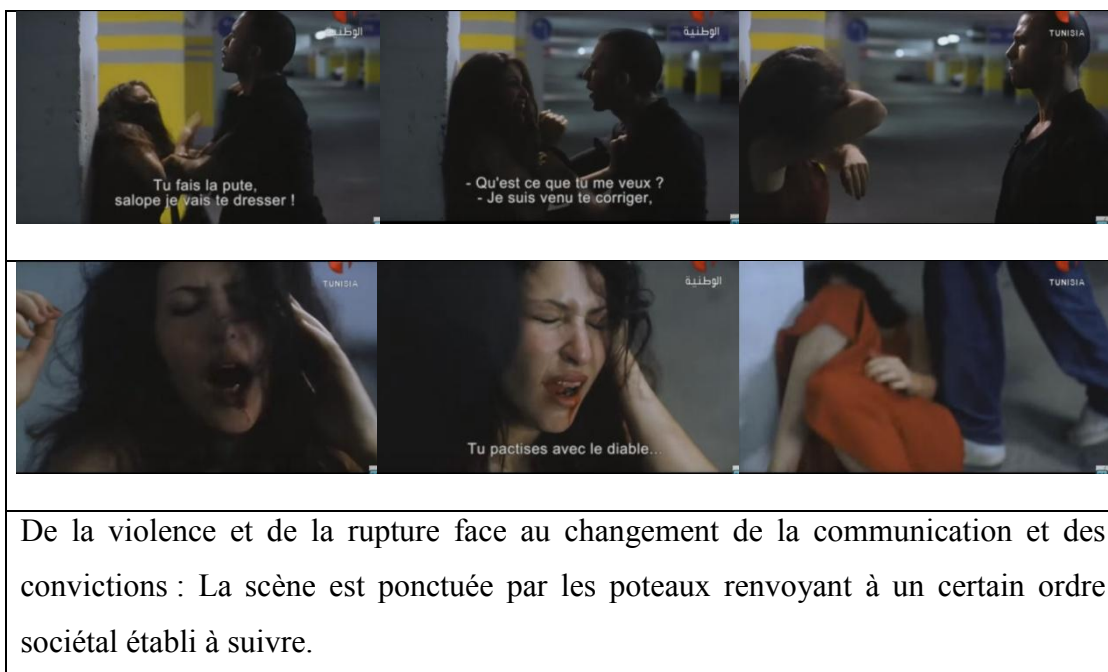 الوطنية
الوطنية
TUNISIA
Tu fais la pute,
salope je vais te dresser !
- Qu'est ce que tu me veux ?
- Je suis venu te corriger,
TUNISIA
الوطنية
TUNISIA
Tu pactises avec le diable...
De la violence et de la rupture face au changement de la communication et des
convictions : La scène est ponctuée par les poteaux renvoyant à un certain ordre
sociétal établi à suivre.